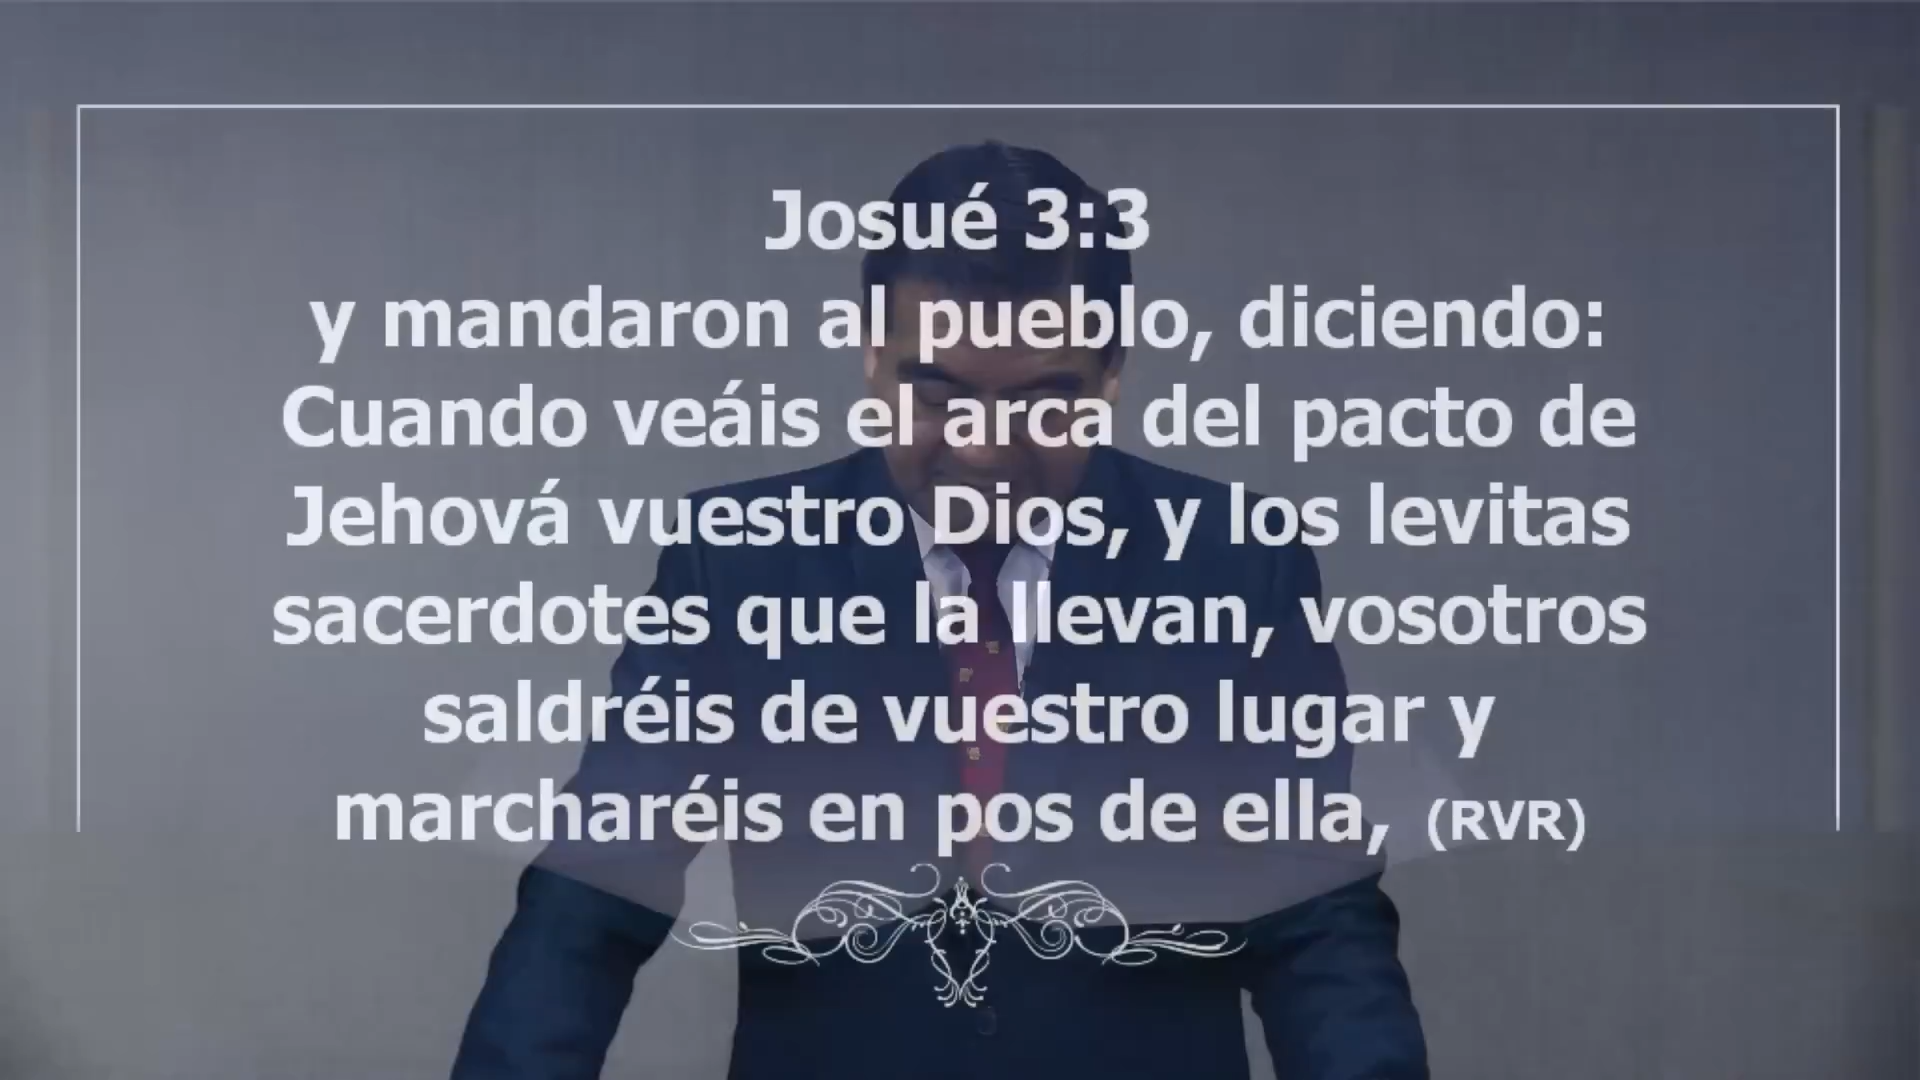 Josué 3:3
y mandaron al pueblo, diciendo:
Cuando veáis el arca del pacto de
Jehová vuestro Dios, y los levitas
sacerdotes que la llevan, vosotros
saldréis de vuestro lugar y
marcharéis en pos de ella, (RVR)